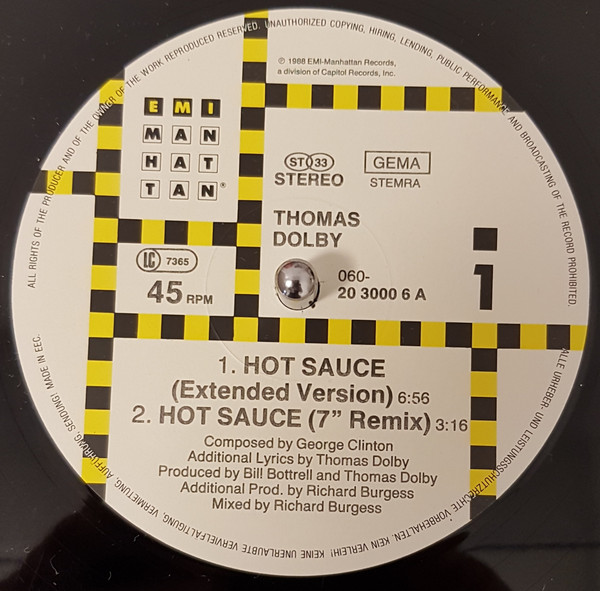 ALL RIGHTS OF THE PRODUCER AND OF THE OWNER OF THE WORK REPRODUCED RESERVED. UNAUTHORIZED COPYING, HIRING, LENDING, PUBLIC PERFORMANCE AND BROADCASTING OF THE RECORD PROHIBITED.
℗ 1988 EMI-Manhattan Records,
a division of Capitol Records, Inc.
EMI
MAN
HAT
TAN®
ST 33
STEREO
GEMA
STEMRA
THOMAS
DOLBY
LC 7365
45 RPM
060-
20 3000 6 A
1
1. HOT SAUCE
(Extended Version) 6:56
2. HOT SAUCE (7” Remix) 3:16
Composed by George Clinton
Additional Lyrics by Thomas Dolby
Produced by Bill Bottrell and Thomas Dolby
Additional Prod. by Richard Burgess
Mixed by Richard Burgess
ALLE URHEBER- UND LEISTUNGSSCHUTZRECHTE VORBEHALTEN. KEIN VERLEIH! KEINE UNERLAUBTE VERVIELFÄLTIGUNG, VERMIETUNG, AUFFÜHRUNG, SENDUNG! MADE IN EEC.